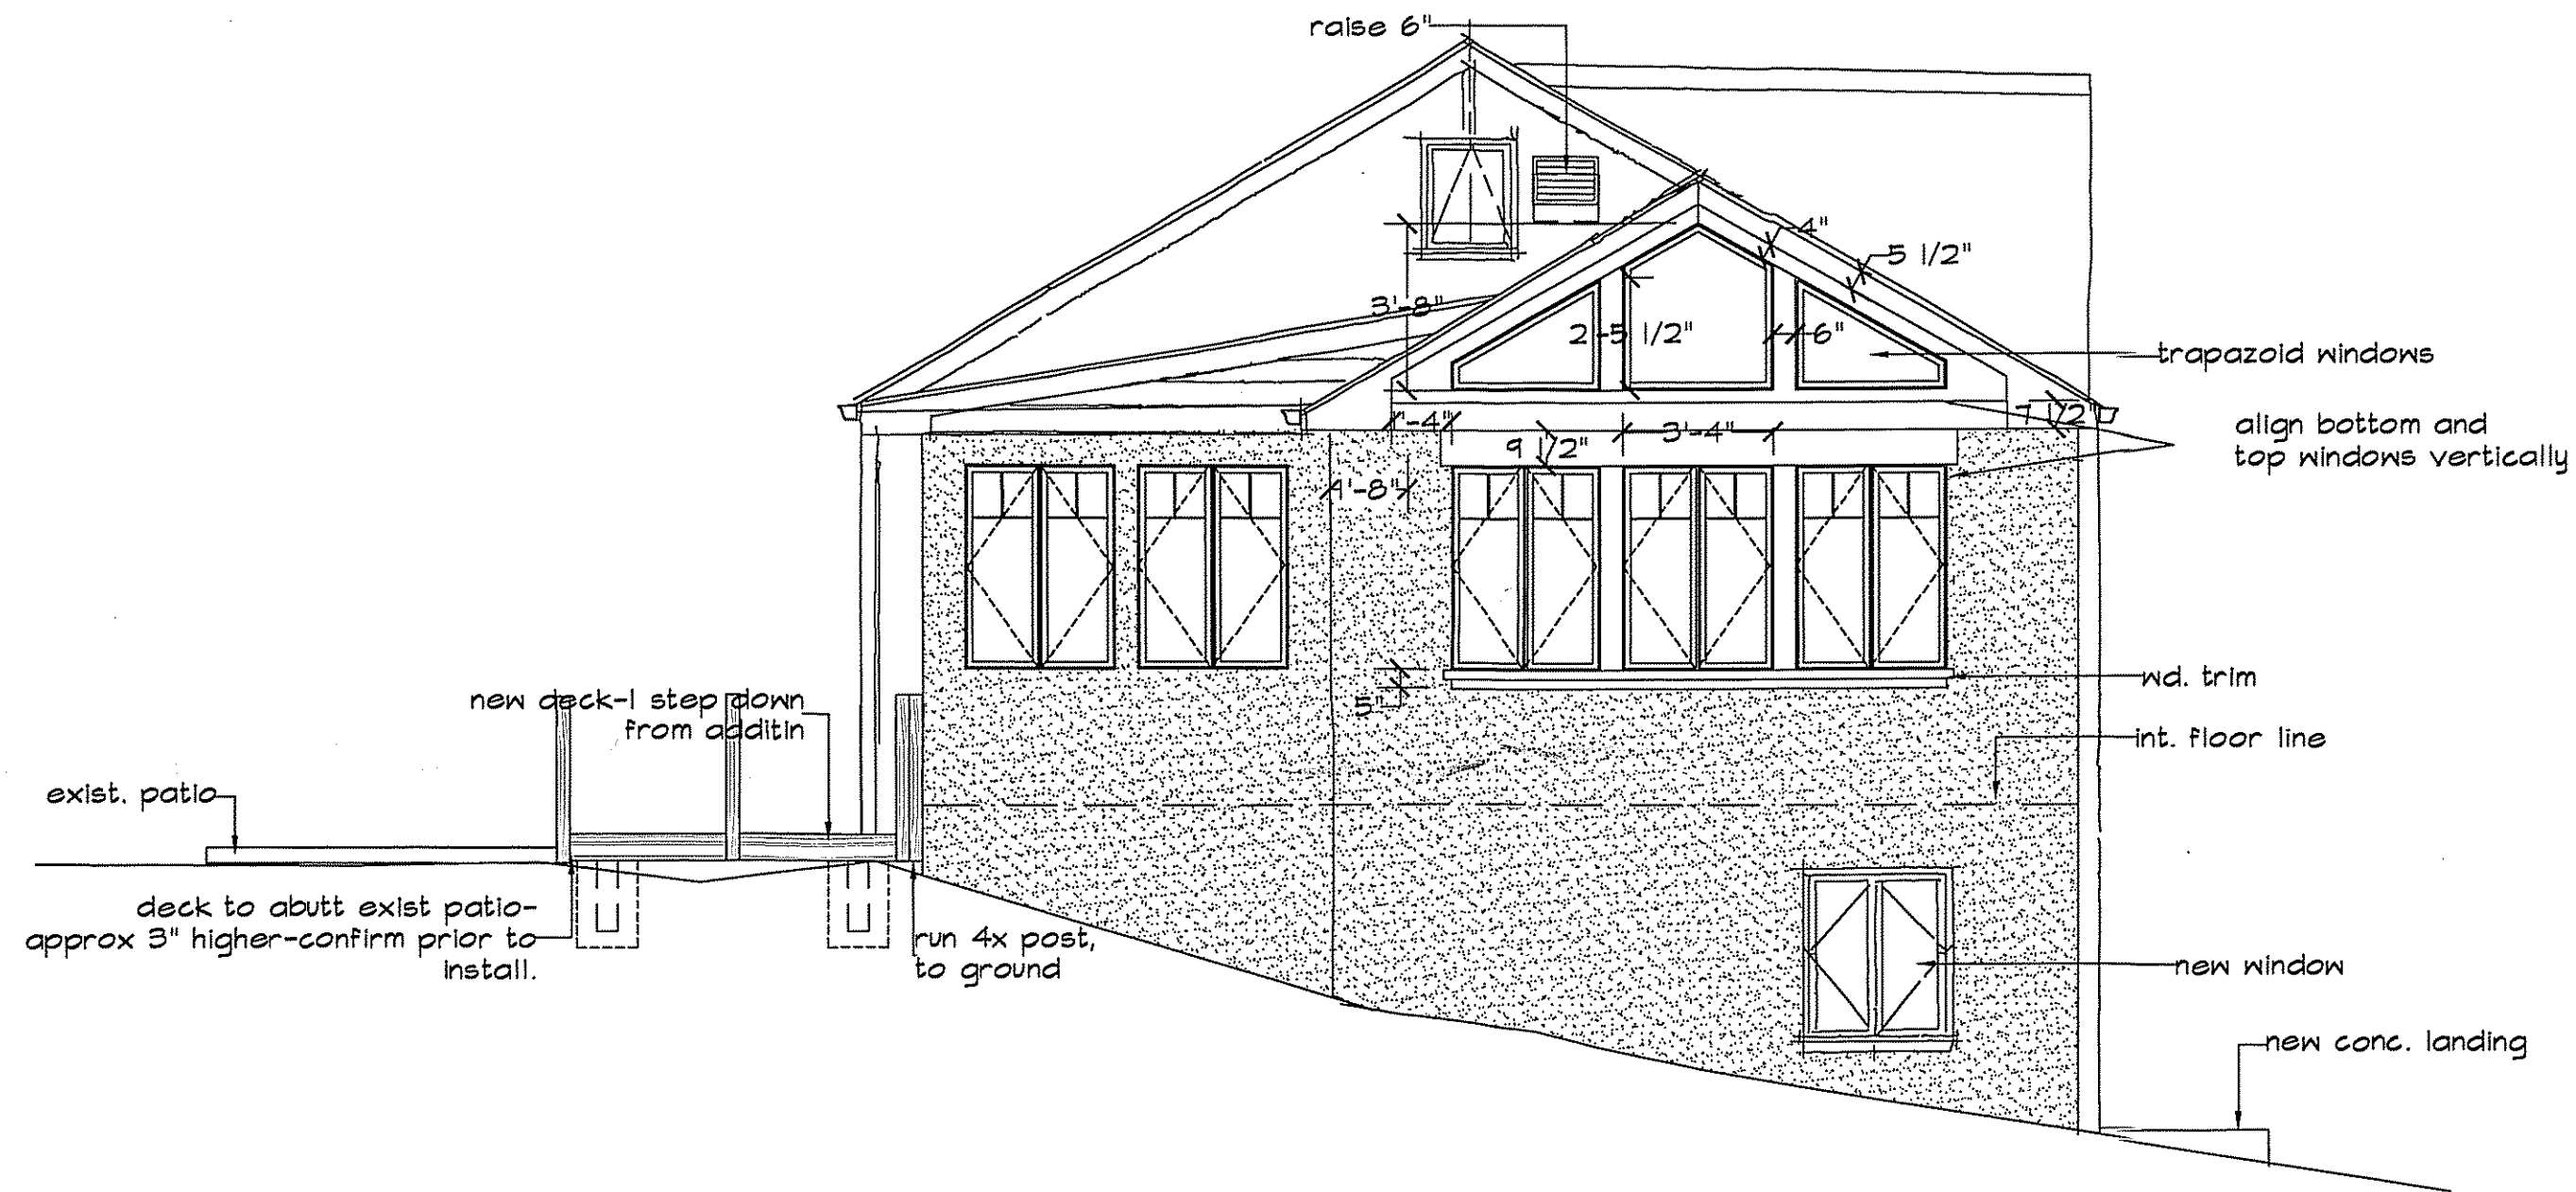 raise 6"
4"
5 1/2"
3'-8"
2-5 1/2"
6"
trapazoid windows
7 1/2"
1'-4"
9 1/2"
3'-4"
align bottom and
top windows vertically
4'-8"
wd. trim
new deck-1 step down
from additin
5"
int. floor line
exist. patio
deck to abutt exist patio-
approx 3" higher-confirm prior to
install.
run 4x post,
to ground
new window
new conc. landing